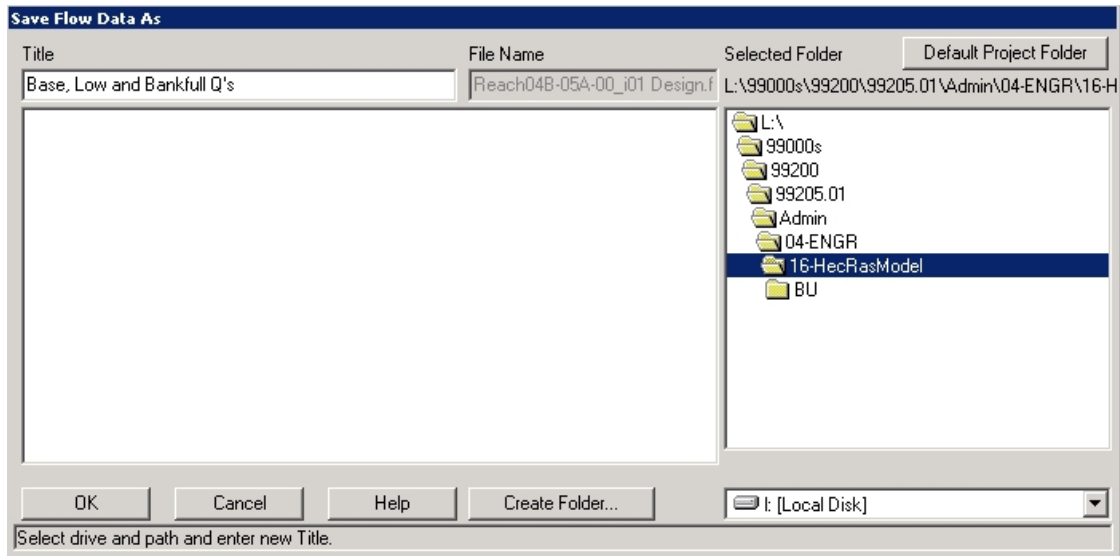 Save Flow Data As
Title
File Name
Selected Folder
Default Project Folder
Base, Low and Bankfull Q's
Reach04B-05A-00_i01 Design.f
L:\99000s\99200\99205.01\Admin\04-ENGR\16-H
L:\
99000s
99200
99205.01
Admin
04-ENGR
16-HecRasModel
BU
OK
Cancel
Help
Create Folder...
l: [Local Disk]
Select drive and path and enter new Title.